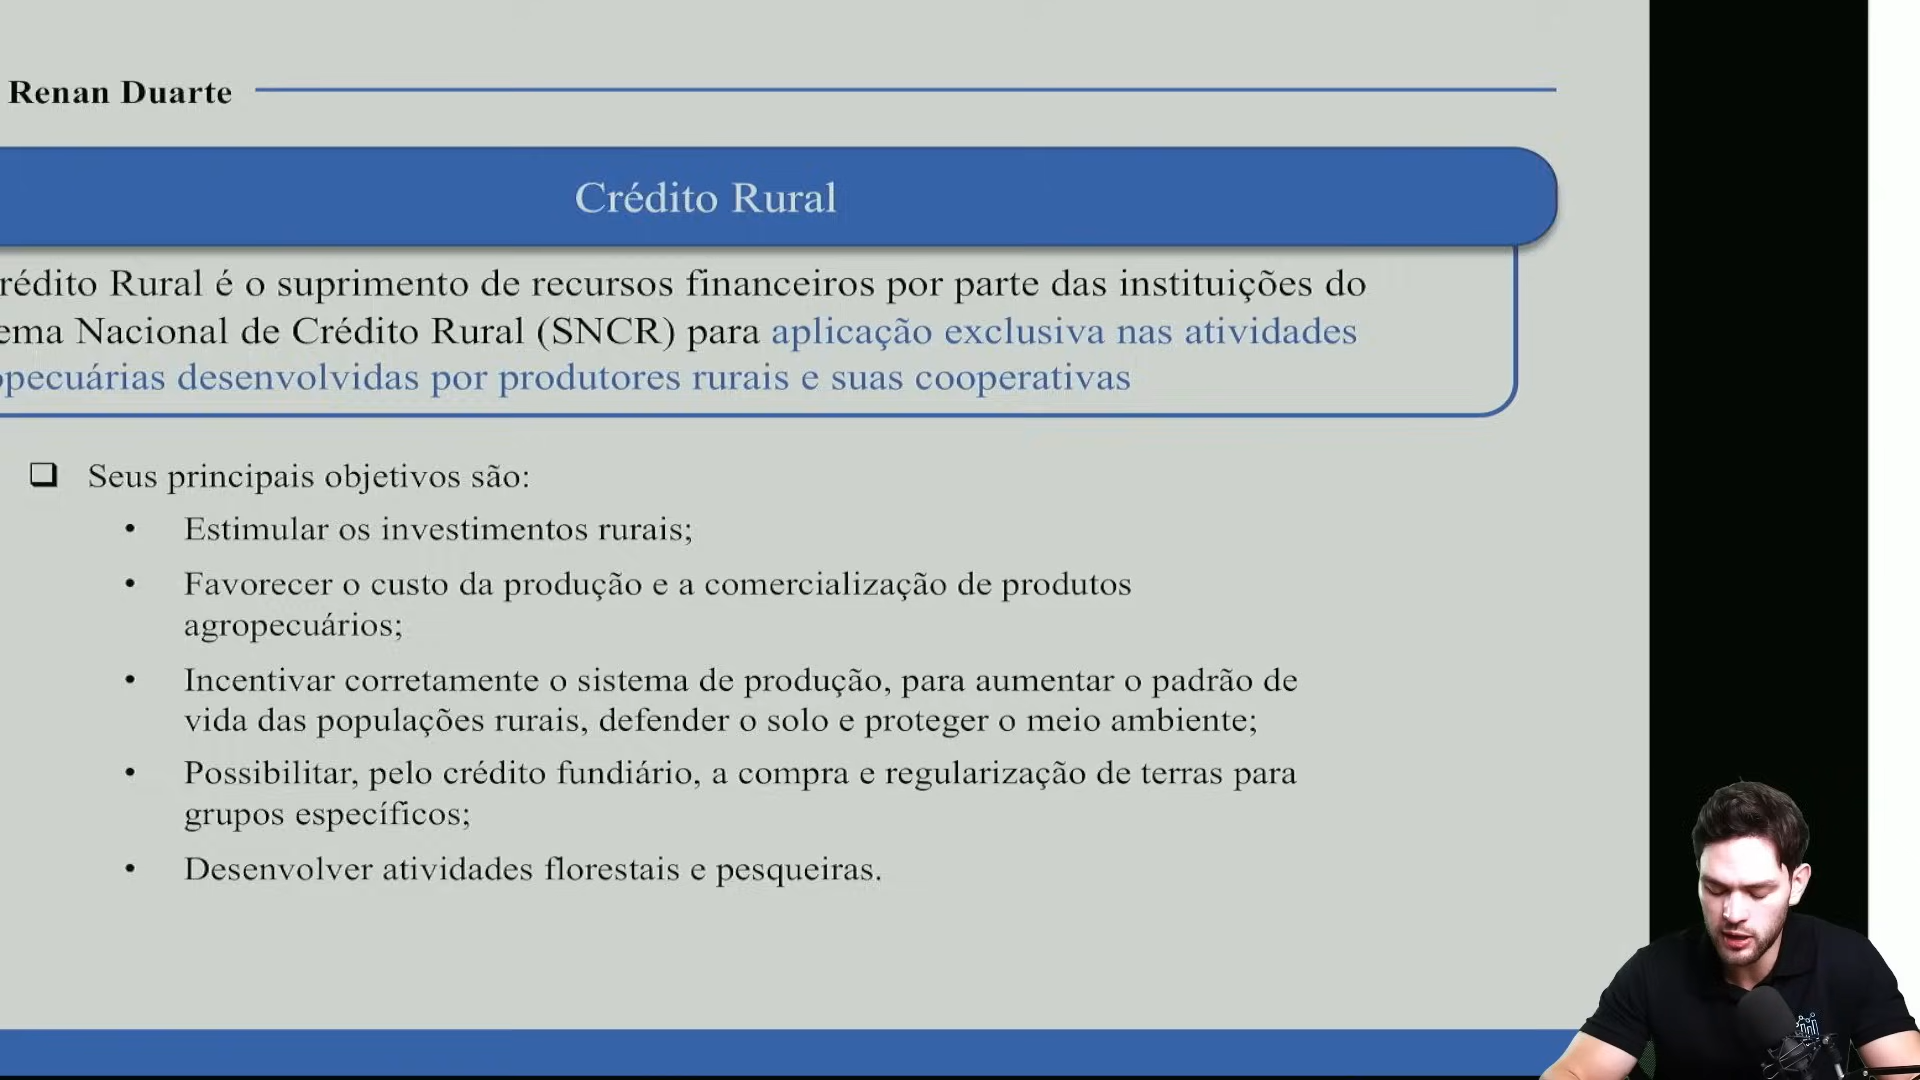 Renan Duarte
Crédito Rural
rédito Rural é o suprimento de recursos financeiros por parte das instituições do
ema Nacional de Crédito Rural (SNCR) para aplicação exclusiva nas atividades
opecuárias desenvolvidas por produtores rurais e suas cooperativas
Seus principais objetivos são:
Estimular os investimentos rurais;
Favorecer o custo da produção e a comercialização de produtos
agropecuários;
Incentivar corretamente o sistema de produção, para aumentar o padrão de
vida das populações rurais, defender o solo e proteger o meio ambiente;
Possibilitar, pelo crédito fundiário, a compra e regularização de terras para
grupos específicos;
Desenvolver atividades florestais e pesqueiras.